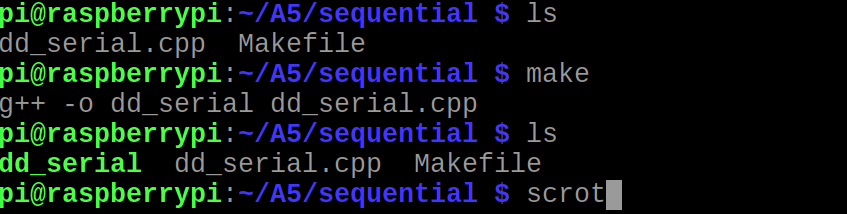 pi@raspberrypi:~/A5/sequential $ ls
dd_serial.cpp  Makefile
pi@raspberrypi:~/A5/sequential $ make
g++ -o dd_serial dd_serial.cpp
pi@raspberrypi:~/A5/sequential $ ls
dd_serial  dd_serial.cpp  Makefile
pi@raspberrypi:~/A5/sequential $ scrot